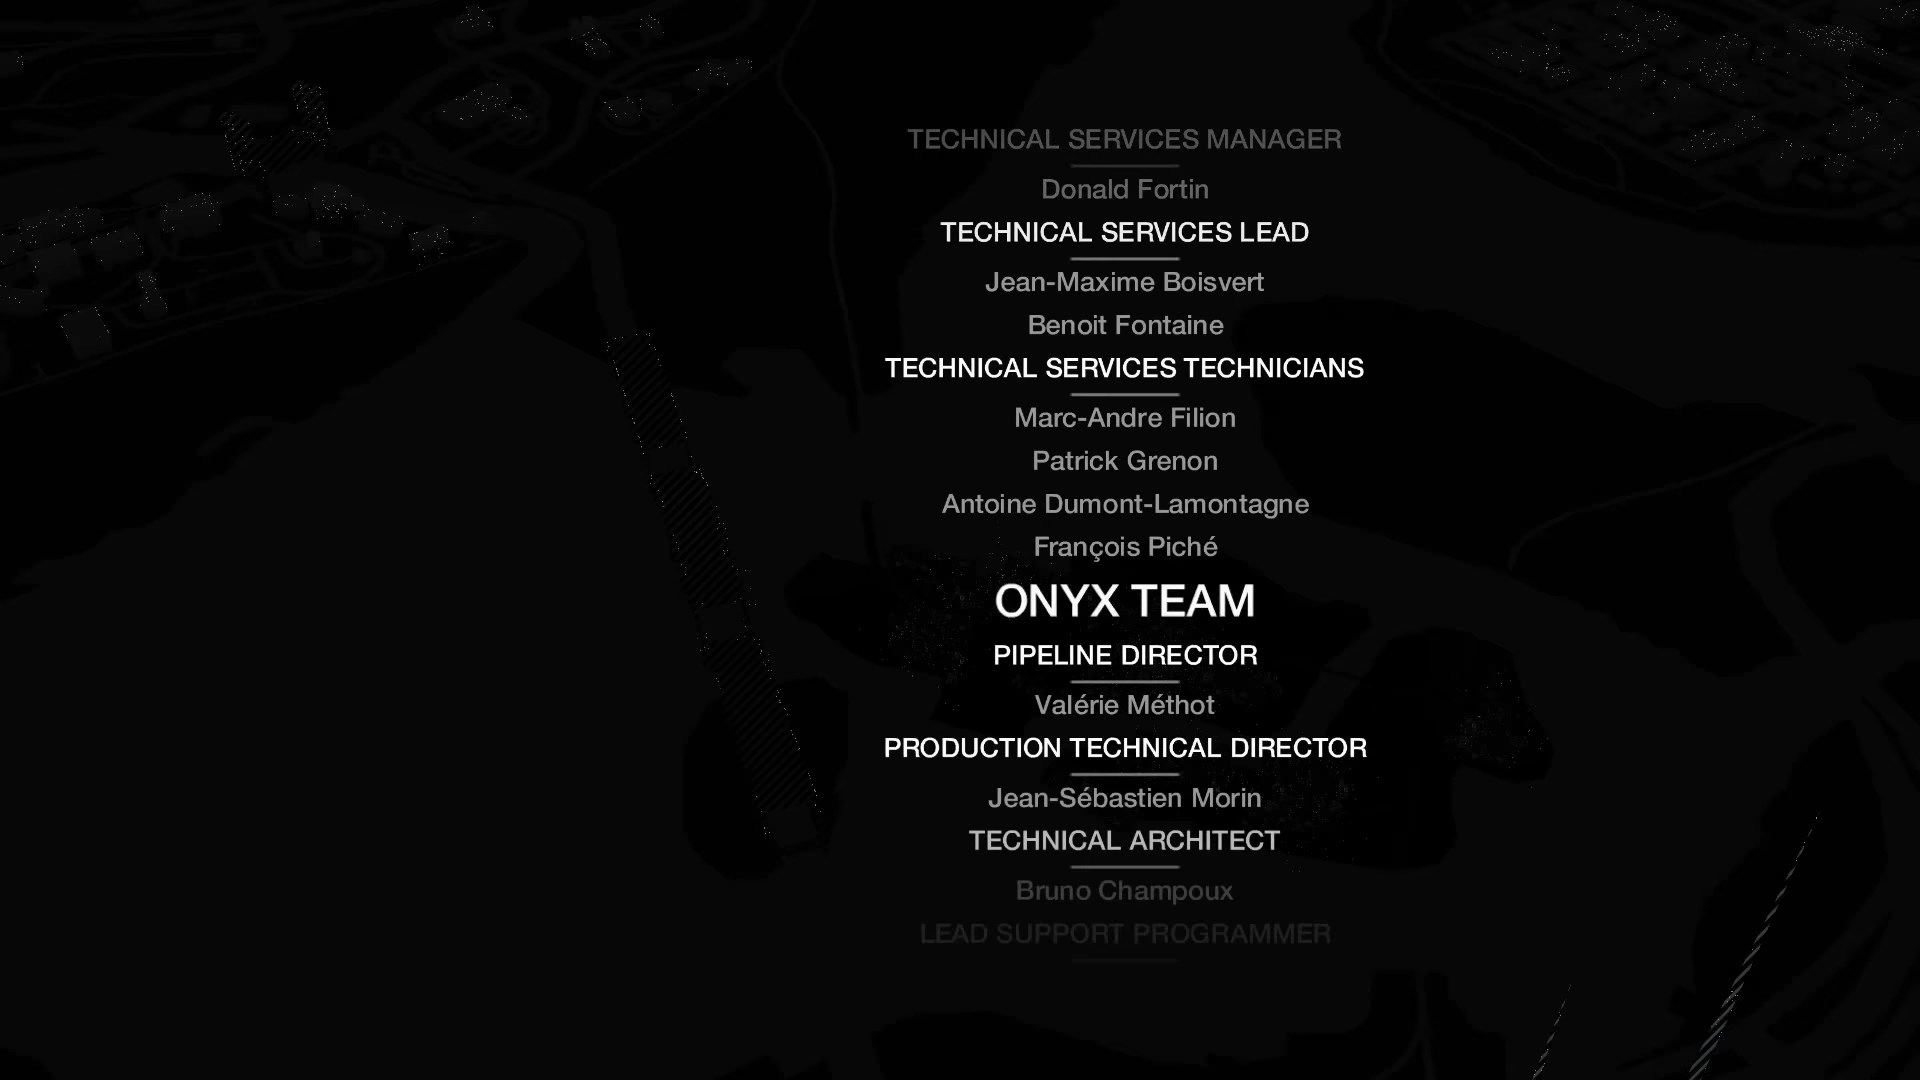 TECHNICAL SERVICES MANAGER
Donald Fortin
TECHNICAL SERVICES LEAD
Jean-Maxime Boisvert
Benoit Fontaine
TECHNICAL SERVICES TECHNICIANS
Marc-Andre Filion
Patrick Grenon
Antoine Dumont-Lamontagne
François Piché
ONYX TEAM
PIPELINE DIRECTOR
Valérie Méthot
PRODUCTION TECHNICAL DIRECTOR
Jean-Sébastien Morin
TECHNICAL ARCHITECT
Bruno Champoux
LEAD SUPPORT PROGRAMMER